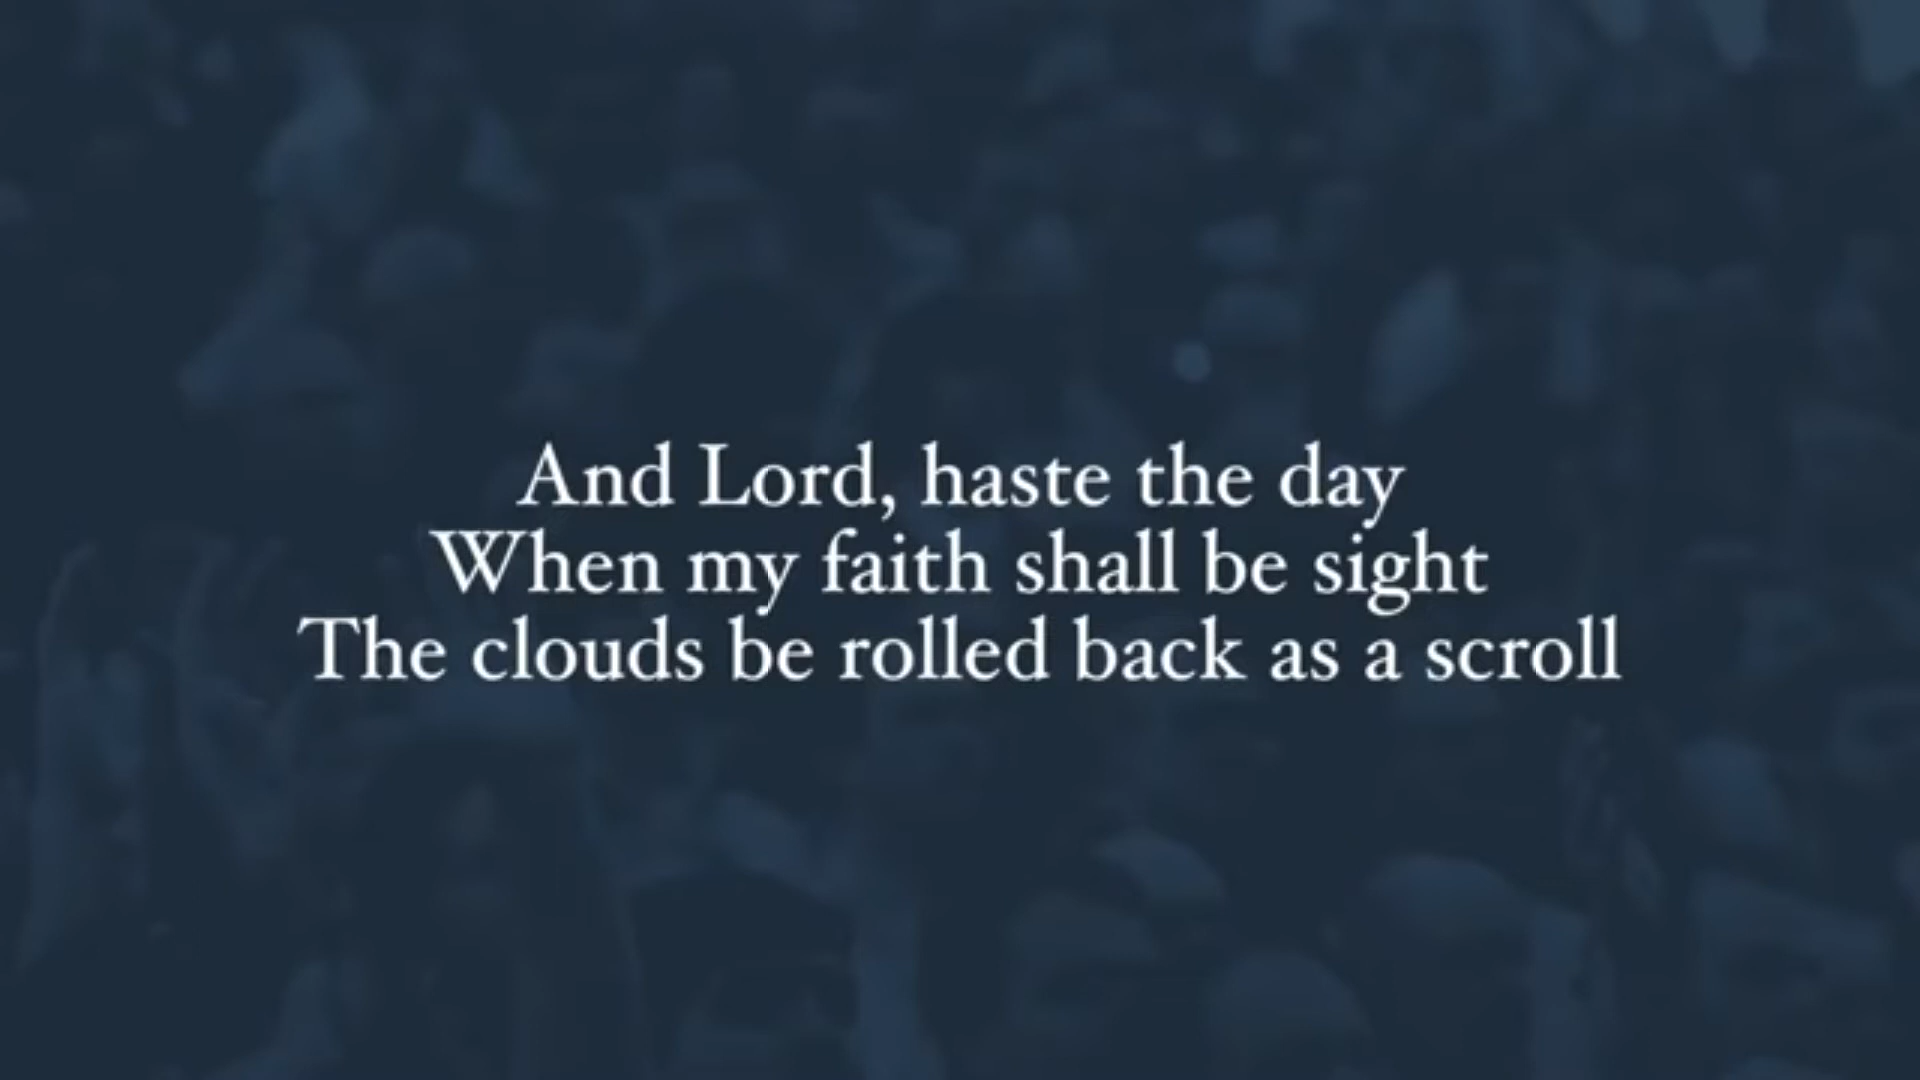 And Lord, haste the day
When my faith shall be sight
The clouds be rolled back as a scroll